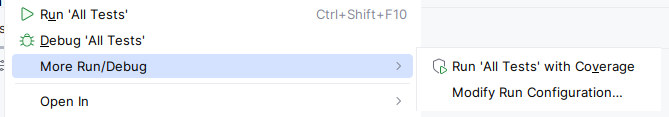 Run 'All Tests' Ctrl+Shift+F10
Debug 'All Tests'
More Run/Debug
Run 'All Tests' with Coverage
Modify Run Configuration...
Open In